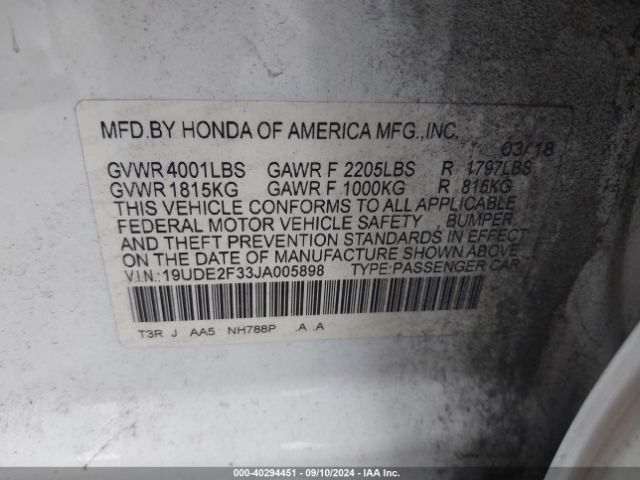 MFD.BY HONDA OF AMERICA MFG.,INC. 03/18
GVWR 4001LBS GAWR F 2205LBS R 1797LBS
GVWR 1815KG GAWR F 1000KG R 815KG
THIS VEHICLE CONFORMS TO ALL APPLICABLE
FEDERAL MOTOR VEHICLE SAFETY , BUMPER,
AND THEFT PREVENTION STANDARDS IN EFFECT
ON THE DATE OF MANUFACTURE SHOWN ABOVE.
V.I.N.: 19UDE2F33JA005898 TYPE:PASSENGER CAR
T3R J AA5 NH788P .A .A
000-40294451 - 09/10/2024 - IAA Inc.